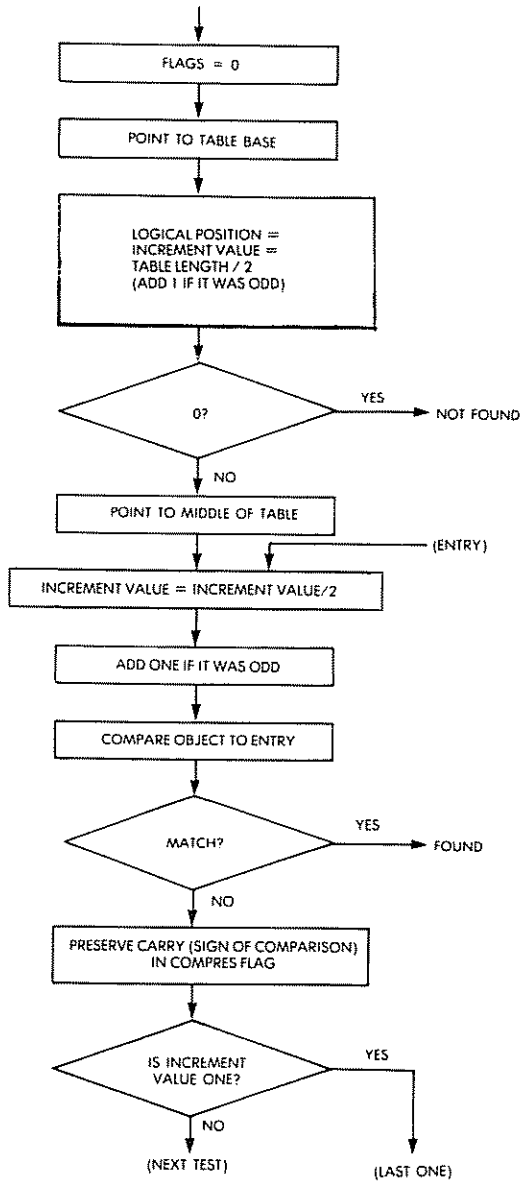 FLAGS = 0
POINT TO TABLE BASE
LOGICAL POSITION =
INCREMENT VALUE =
TABLE LENGTH / 2
(ADD 1 IF IT WAS ODD)
0?
YES
NOT FOUND
NO
POINT TO MIDDLE OF TABLE
(ENTRY)
INCREMENT VALUE = INCREMENT VALUE/2
ADD ONE IF IT WAS ODD
COMPARE OBJECT TO ENTRY
MATCH?
YES
FOUND
NO
PRESERVE CARRY (SIGN OF COMPARISON)
IN COMPRES FLAG
IS INCREMENT
VALUE ONE?
YES
NO
(NEXT TEST)
(LAST ONE)